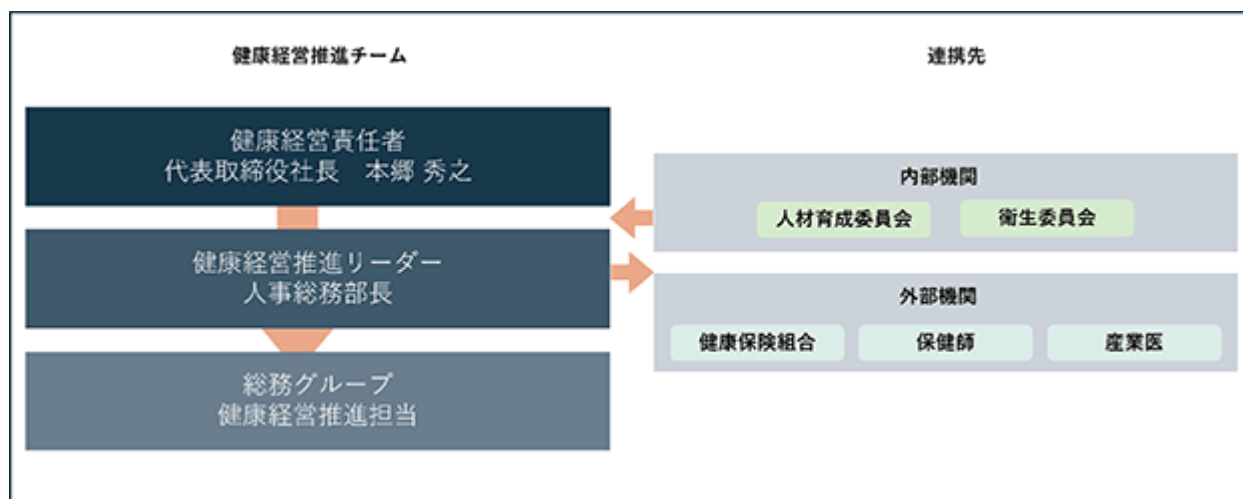 健康経営推進チーム
健康経営責任者
代表取締役社長　本郷 秀之
健康経営推進リーダー
人事総務部長
総務グループ
健康経営推進担当
連携先
内部機関
人材育成委員会
衛生委員会
外部機関
健康保険組合
保健師
産業医